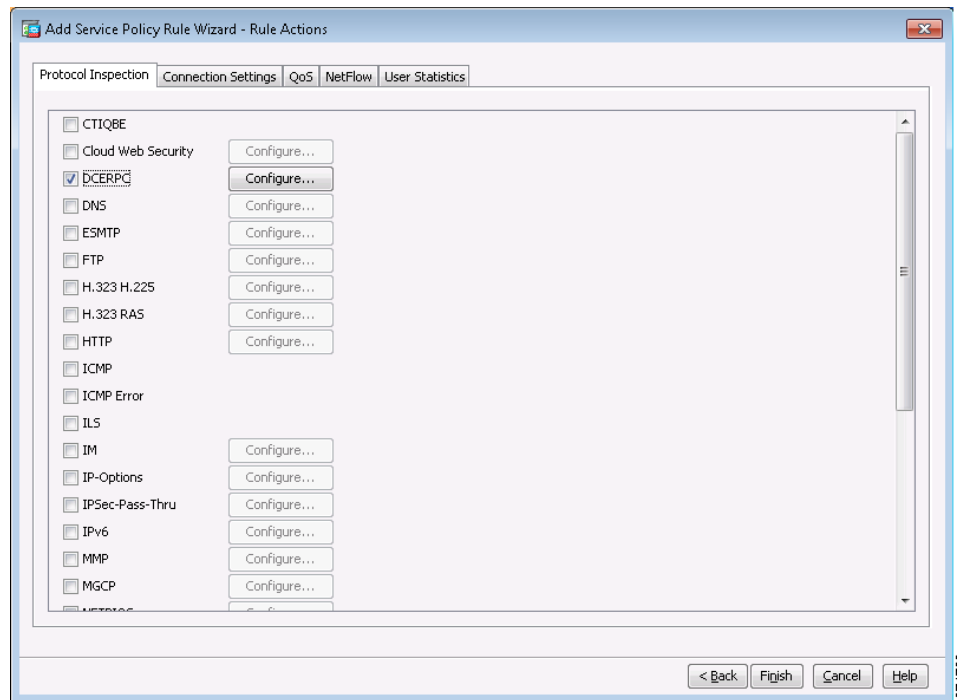 Add Service Policy Rule Wizard - Rule Actions
Protocol Inspection Connection Settings QoS NetFlow User Statistics
CTIQBE
Cloud Web Security Configure...
DCERPC Configure...
DNS Configure...
ESMTP Configure...
FTP Configure...
H.323 H.225 Configure...
H.323 RAS Configure...
HTTP Configure...
ICMP
ICMP Error
ILS
IM Configure...
IP-Options Configure...
IPSec-Pass-Thru Configure...
IPv6 Configure...
MMP Configure...
MGCP Configure...
< Back Finish Cancel Help